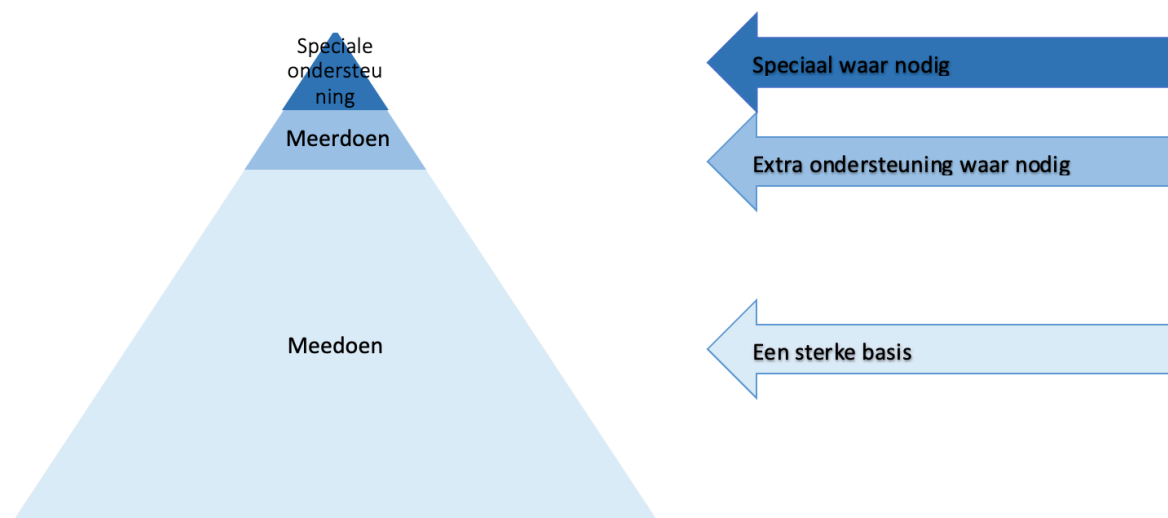 Speciale
ondersteu
ning
Speciaal waar nodig
Meerdoen
Extra ondersteuning waar nodig
Meedoen
Een sterke basis